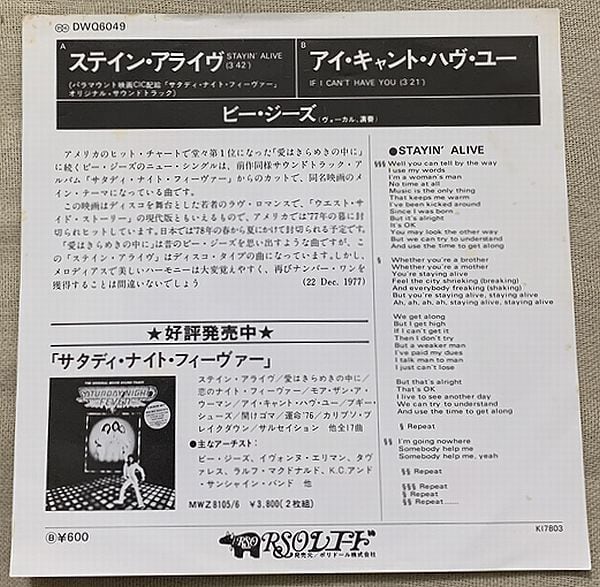 DWQ6049
A
ステイン・アライヴ STAYIN' ALIVE (3 42)
(パラマウント映画CIC配給「サタディ・ナイト・フィーヴァー」
オリジナル・サウンドトラック)
B
アイ・キャント・ハヴ・ユー
IF I CAN'T HAVE YOU (3 21)
ビー・ジーズ (ヴォーカル、演奏)
アメリカのヒット・チャートで堂々第1位になった「愛はきらめきの中に」
に続くビー・ジーズのニュー・シングルは、前作同様サウンドトラック・ア
ルバム「サタディ・ナイト・フィーヴァー」からのカットで、同名映画のメ
イン・テーマになっている曲です。
この映画はディスコを舞台とした若者のラヴ・ロマンスで、「ウエスト・サ
イド・ストーリー」の現代版ともいえるもので、アメリカでは'77年の暮に封
切られヒットしています。日本では'78年の春から夏にかけて封切られる予定です。
「愛はきらめきの中に」は昔のビー・ジーズを思い出すような曲ですが、こ
の「ステイン・アライヴ」はディスコ・タイプの曲になっています。しかし、
メロディアスで美しいハーモニーは大変覚えやすく、再びナンバー・ワンを
獲得することは間違いないでしょう
(22 Dec. 1977)
★好評発売中★
「サタディ・ナイト・フィーヴァー」
THE ORIGINAL MOVIE SOUND TRACK
SATURDAY NIGHT
FEVER
ステイン・アライヴ/愛はきらめきの中に/
恋のナイト・フィーヴァー/モア・ザン・ア・
ウーマン/アイ・キャント・ハヴ・ユー/ブギー・
シューズ/開けゴマ/運命'76/カリプソ・ブ
レイクダウン/サルセイション 他全17曲
●主なアーチスト:
ビー・ジーズ、イヴォンヌ・エリマン、タヴ
ァレス、ラルフ・マクドナルド、K.C.アンド
・サンシャイン・バンド 他
MWZ8105/6 ¥3,800(2枚組)
●STAYIN' ALIVE
§§§ Well you can tell by the way
I use my words
I'm a woman's man
No time at all
Music is the only thing
That keeps me warm
I've been kicked around
Since I was born
But it's alright
It's OK
You may look the other way
But we can try to understand
And use the time to get along
§ Whether you're a brother
Whether you're a mother
You're staying alive
Feel the city shrieking (breaking)
And everybody freaking (shaking)
But you're staying alive, staying alive
Ah, ah, ah, ah, staying alive, staying alive
We get along
But I get high
If I can't get it
Then I don't try
But a weaker man
I've paid my dues
I talk man to man
I just can't lose
But that's alright
That's OK
I live to see another day
We can try to understand
And use the time to get along
§ Repeat
§§ I'm going nowhere
Somebody help me
Somebody help me, yeah
§§ Repeat
§§§ Repeat
§ Repeat
§§ Repeat......
Ⓑ¥600
RSO RSOレコード
発売元/ポリドール株式会社
KI7803